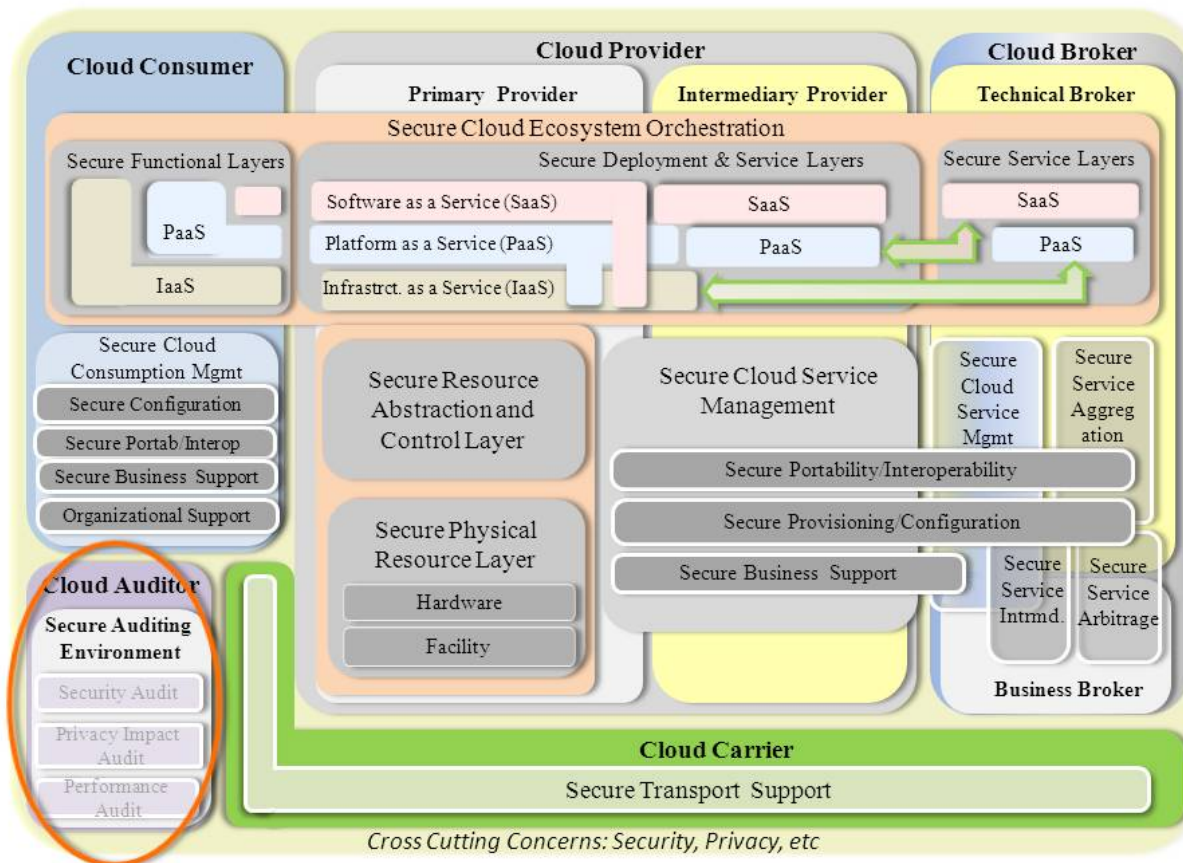 Cloud Consumer
Cloud Provider
Cloud Broker
Primary Provider
Intermediary Provider
Technical Broker
Secure Cloud Ecosystem Orchestration
Secure Functional Layers
PaaS
IaaS
Secure Deployment & Service Layers
Software as a Service (SaaS)
SaaS
Platform as a Service (PaaS)
PaaS
Infrastrct. as a Service (IaaS)
Secure Service Layers
SaaS
PaaS
Secure Cloud
Consumption Mgmt
Secure Configuration
Secure Portab/Interop
Secure Business Support
Organizational Support
Secure Resource
Abstraction and
Control Layer
Secure Physical
Resource Layer
Hardware
Facility
Secure Cloud Service
Management
Secure Portability/Interoperability
Secure Provisioning/Configuration
Secure Business Support
Secure
Cloud
Service
Mgmt
Secure
Service
Aggreg
ation
Secure
Service
Intrmd.
Secure
Service
Arbitrage
Business Broker
Cloud Auditor
Secure Auditing
Environment
Security Audit
Privacy Impact
Audit
Performance
Audit
Cloud Carrier
Secure Transport Support
Cross Cutting Concerns: Security, Privacy, etc